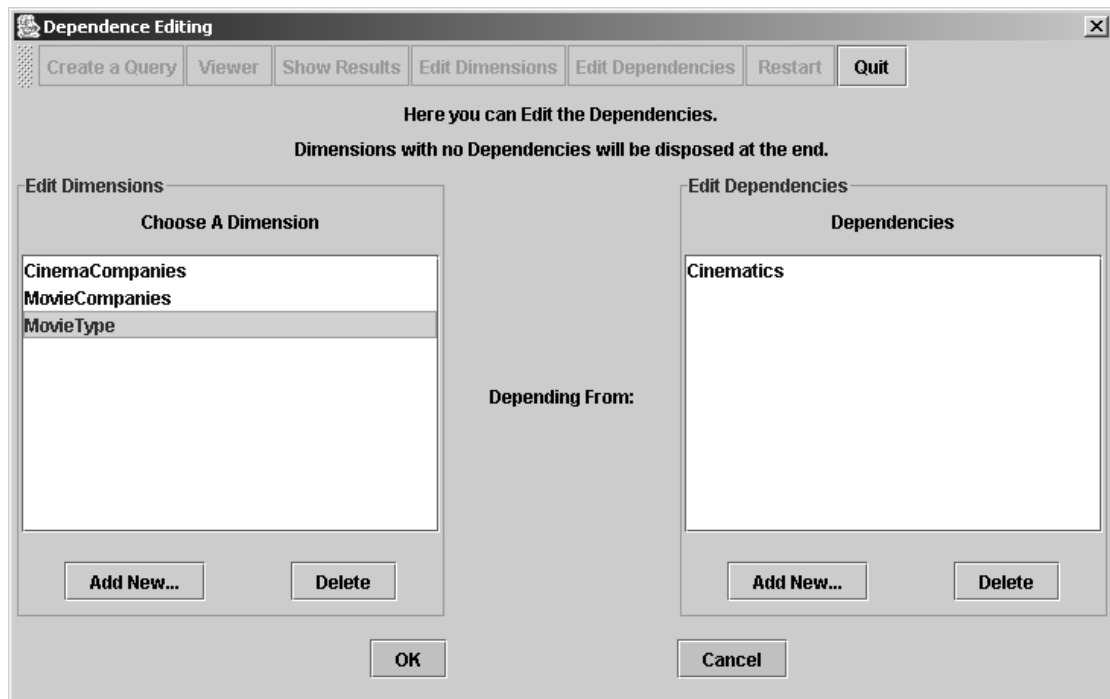 Dependence Editing
Create a Query Viewer Show Results Edit Dimensions Edit Dependencies Restart Quit
Here you can Edit the Dependencies.
Dimensions with no Dependencies will be disposed at the end.
Edit Dimensions
Choose A Dimension
CinemaCompanies
MovieCompanies
MovieType
Add New... Delete
Depending From:
Edit Dependencies
Dependencies
Cinematics
Add New... Delete
OK Cancel